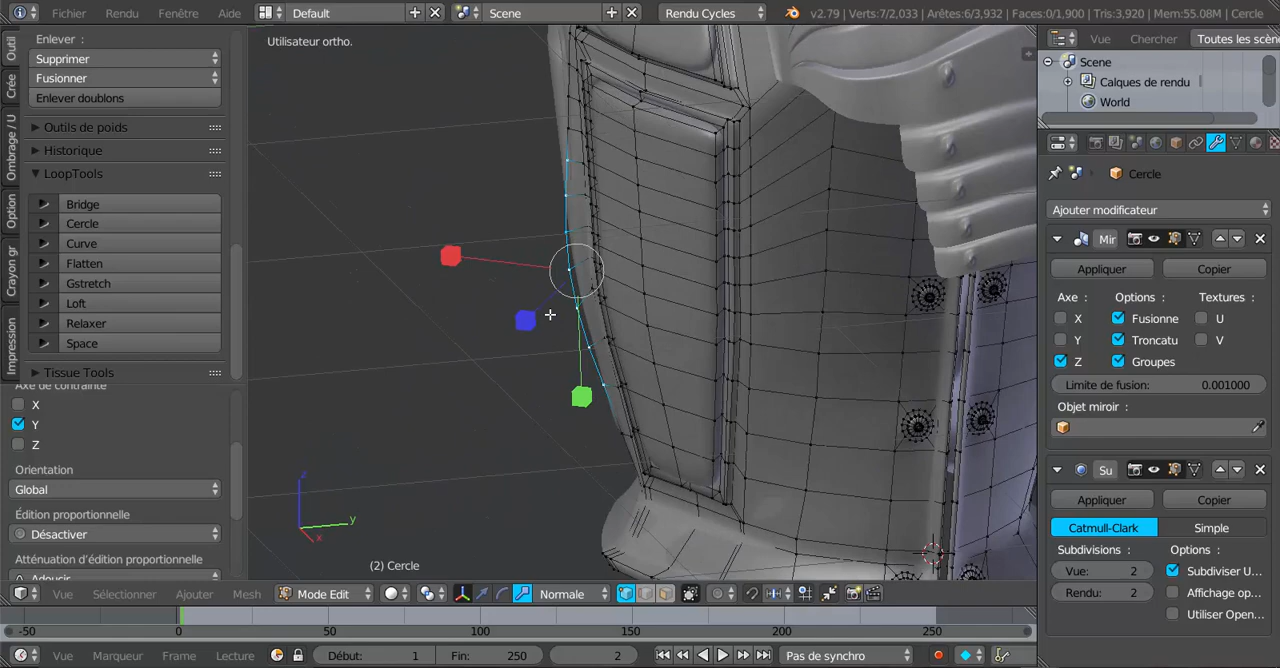 Fichier Rendu Fenêtre Aide Default Scene Rendu Cycles v2.79 | Verts:7/2,033 | Arêtes:6/3,932 | Faces:0/1,900 | Tris:3,920 | Mem:55.08M | Cercle
Enlever :
Supprimer
Fusionner
Enlever doublons
Outils de poids
Historique
LoopTools
Bridge
Cercle
Curve
Flatten
Gstretch
Loft
Relaxer
Space
Tissue Tools
Axe de contrainte
X
Y
Z
Orientation
Global
Édition proportionnelle
Désactiver
Atténuation d'édition proportionnelle
Adoucir
Outil
Crée
Ombrage / U
Option
Crayon gr
Impression
Utilisateur ortho.
z
y
x
(2) Cercle
Vue Sélectionner Ajouter Mesh Mode Edit Normale
-50 0 50 100 150 200 250
Vue Marqueur Frame Lecture Début: 1 Fin: 250 2 Pas de synchro
Vue Chercher Toutes les scèn
Scene
Calques de rendu
World
Cercle
Ajouter modificateur
Mir
Appliquer Copier
Axe : Options : Textures :
X Fusionne U
Y Troncatu V
Z Groupes
Limite de fusion: 0.001000
Objet miroir :
Su
Appliquer Copier
Catmull-Clark Simple
Subdivisions : Options :
Vue: 2 Subdiviser U...
Rendu: 2 Affichage op...
Utiliser Open...